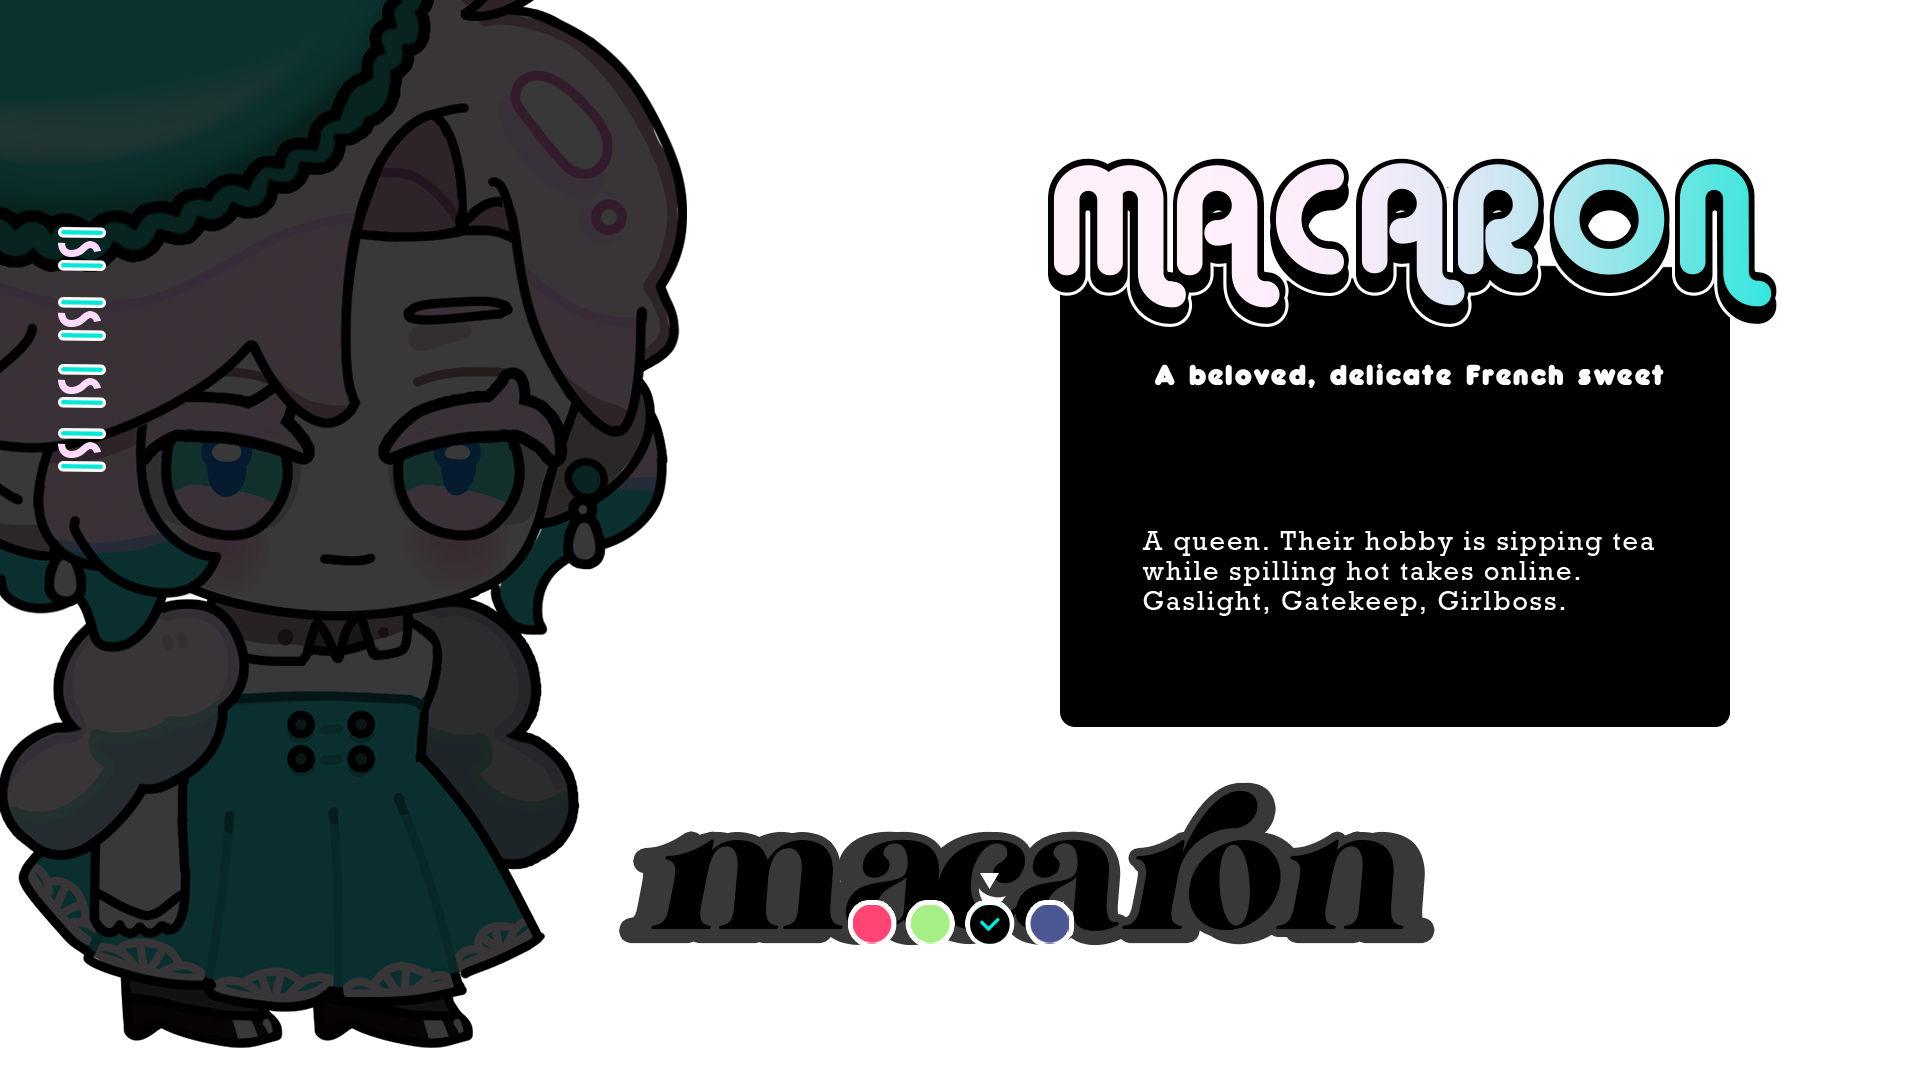 MACARON
A beloved, delicate French sweet
A queen. Their hobby is sipping tea
while spilling hot takes online.
Gaslight, Gatekeep, Girlboss.
macaron